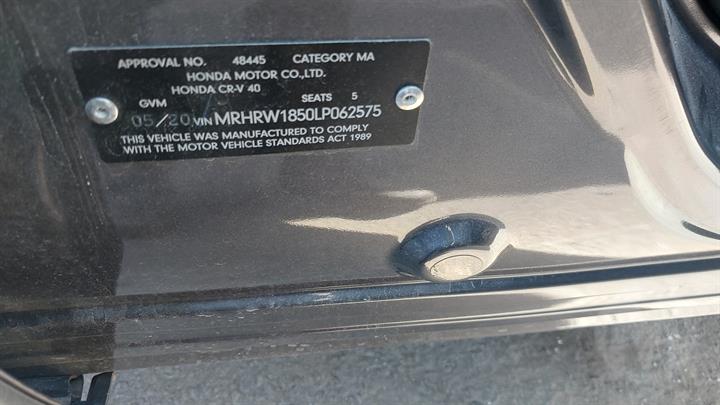 APPROVAL NO. 48445 CATEGORY MA
HONDA MOTOR CO.,LTD.
HONDA CR-V 40
GVM SEATS 5
05/20 VIN MRHRW1850LP062575
THIS VEHICLE WAS MANUFACTURED TO COMPLY
WITH THE MOTOR VEHICLE STANDARDS ACT 1989